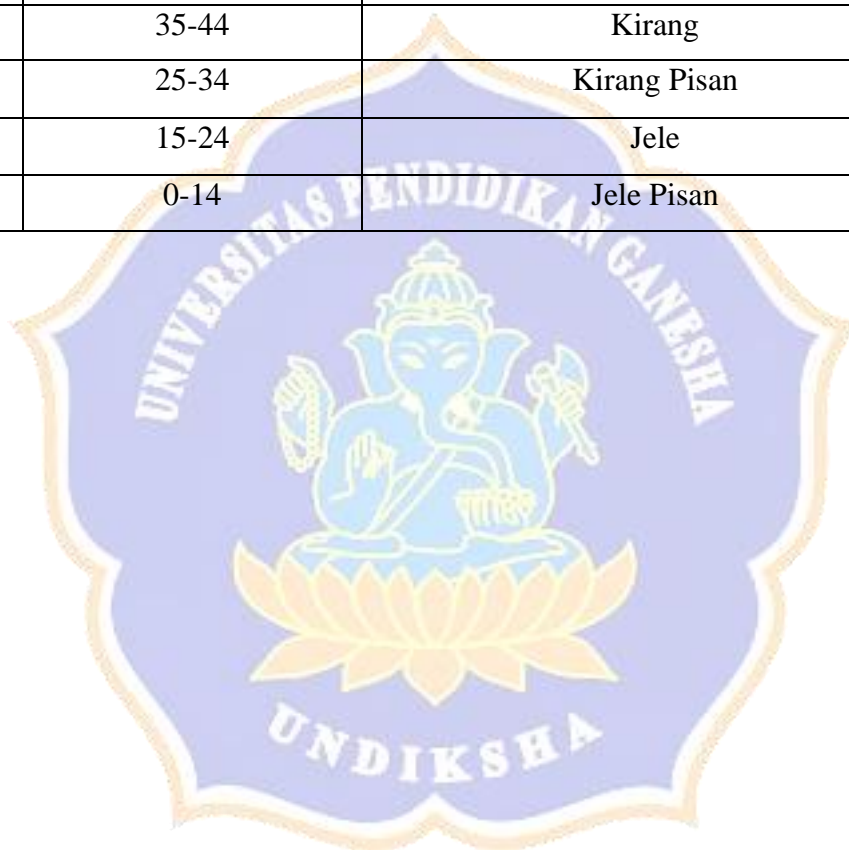 35-44 Kirang
25-34 Kirang Pisan
15-24 Jele
0-14 Jele Pisan
UNIVERSITAS PENDIDIKAN GANESHA
UNDIKSHA